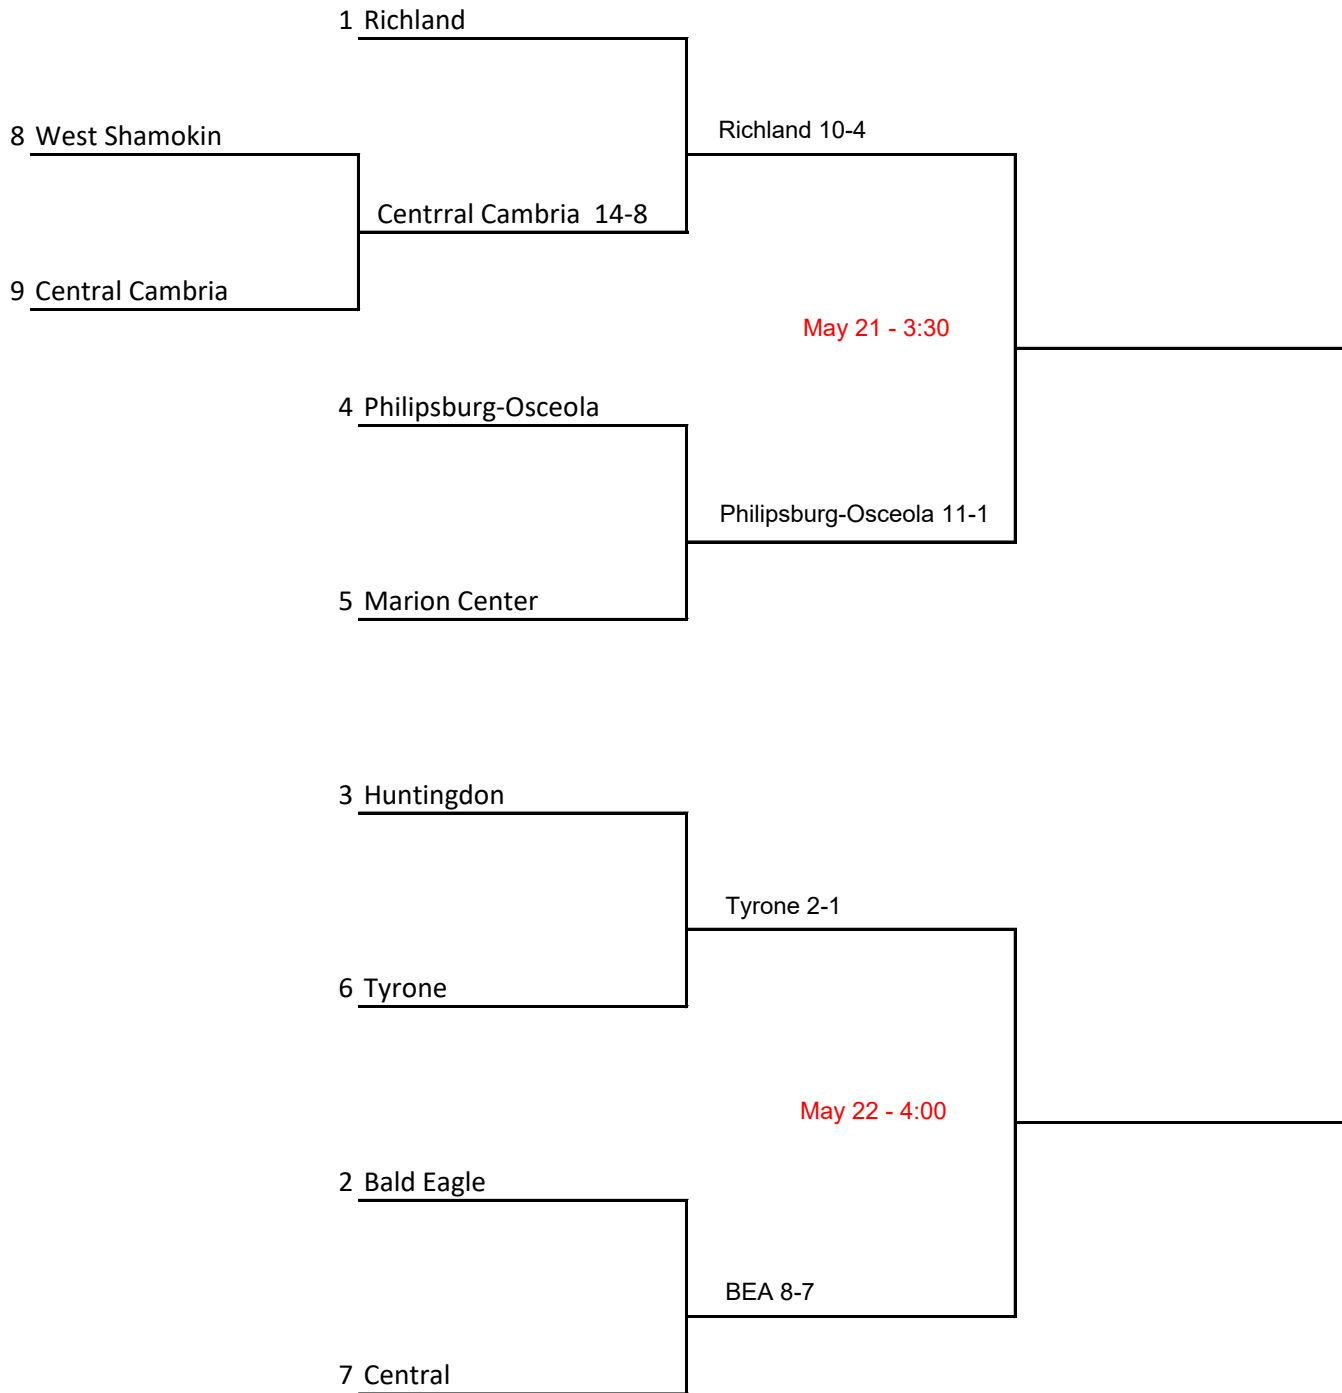 1 Richland
8 West Shamokin
Richland 10-4
Centrral Cambria 14-8
9 Central Cambria
May 21 - 3:30
4 Philipsburg-Osceola
Philipsburg-Osceola 11-1
5 Marion Center
3 Huntingdon
Tyrone 2-1
6 Tyrone
May 22 - 4:00
2 Bald Eagle
BEA 8-7
7 Central